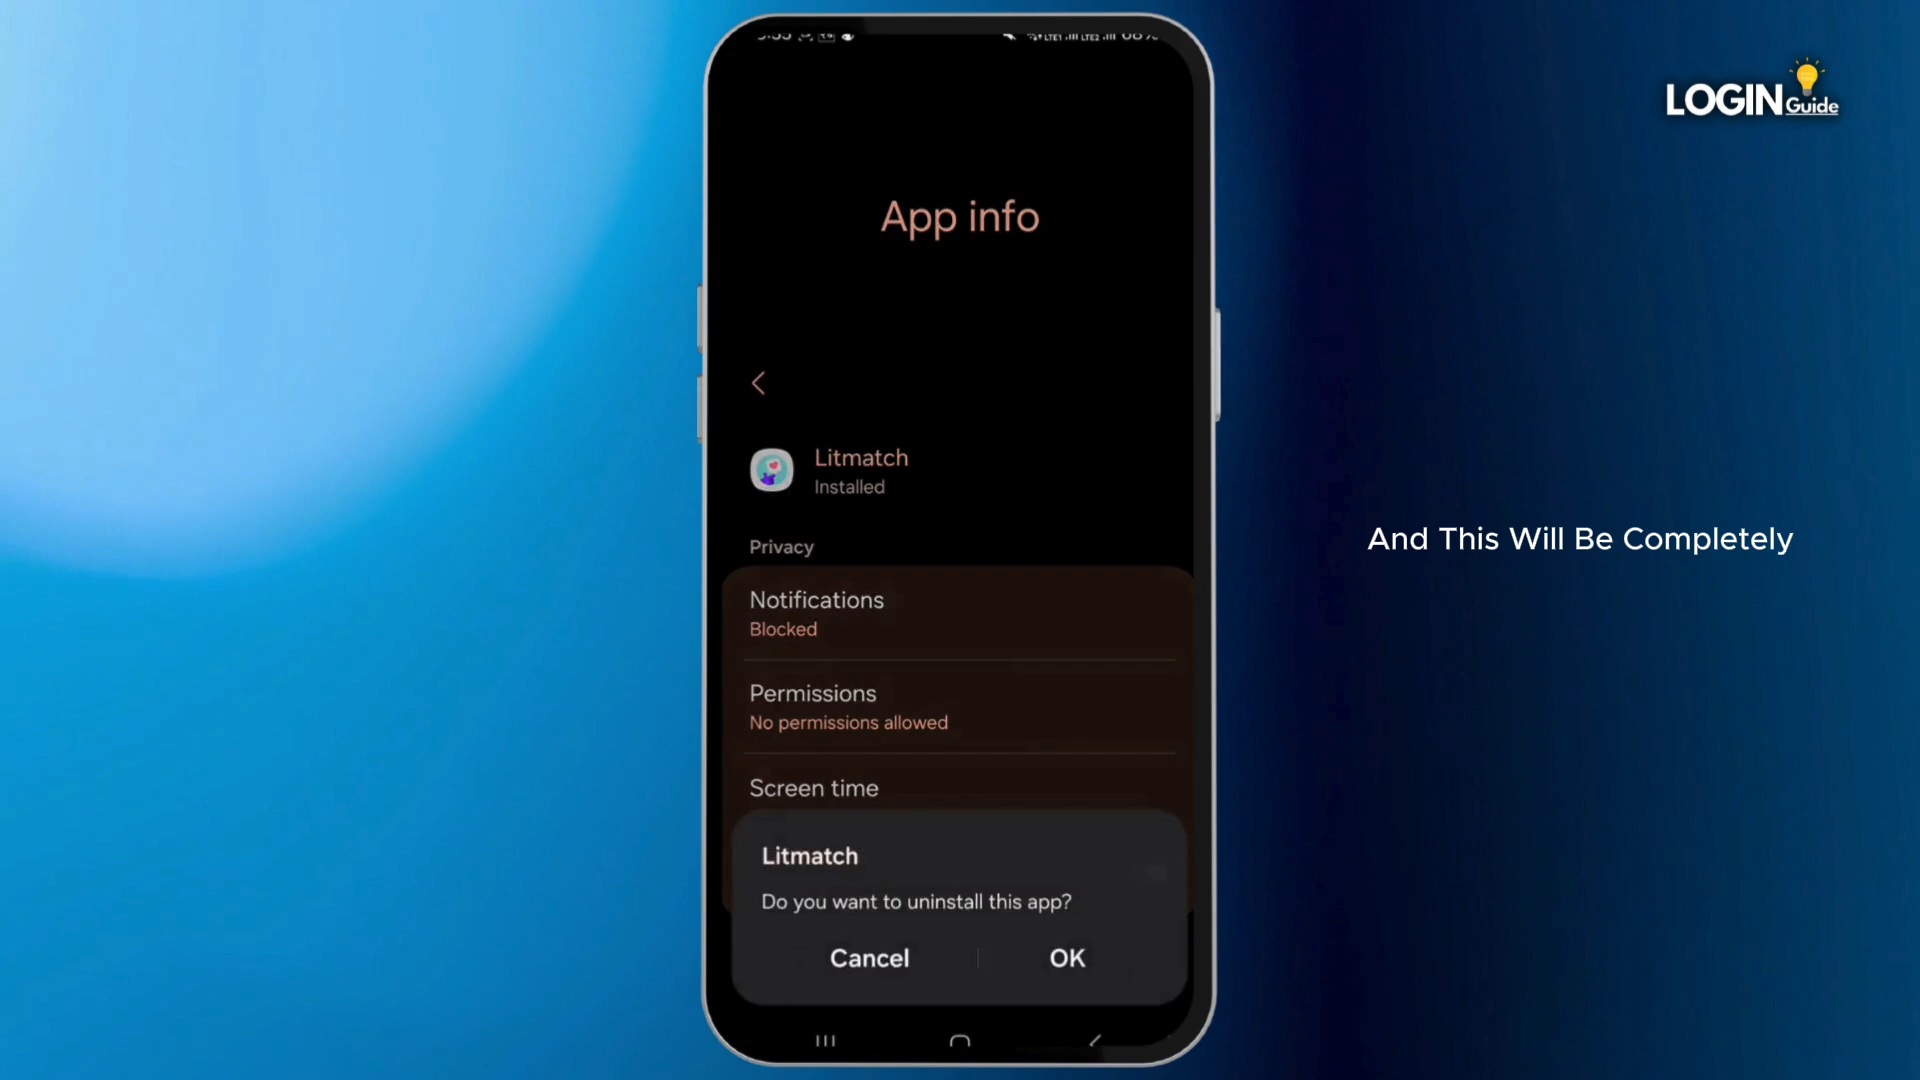 LOGIN Guide
App info
Litmatch
Installed
Privacy
Notifications
Blocked
Permissions
No permissions allowed
Screen time
Litmatch
Do you want to uninstall this app?
Cancel
OK
And This Will Be Completely